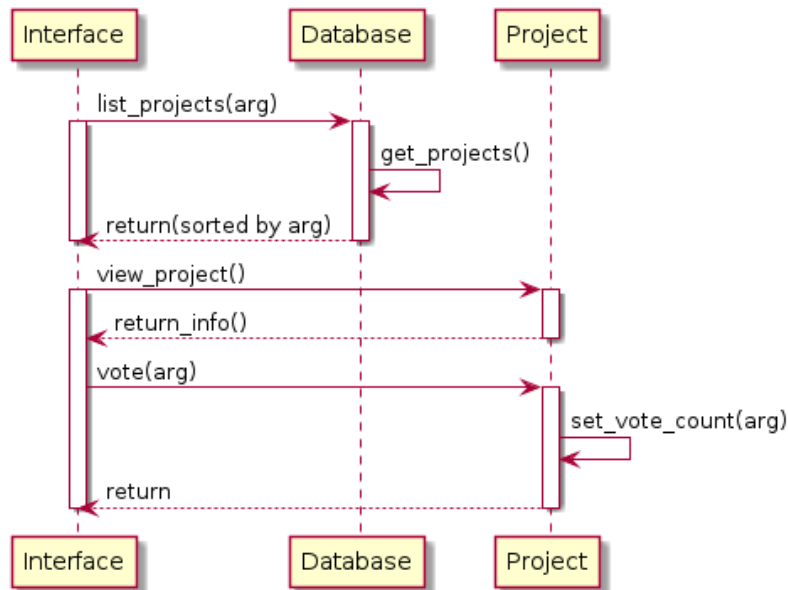 Interface Database Project
list_projects(arg)
get_projects()
return(sorted by arg)
view_project()
return_info()
vote(arg)
set_vote_count(arg)
return
Interface Database Project